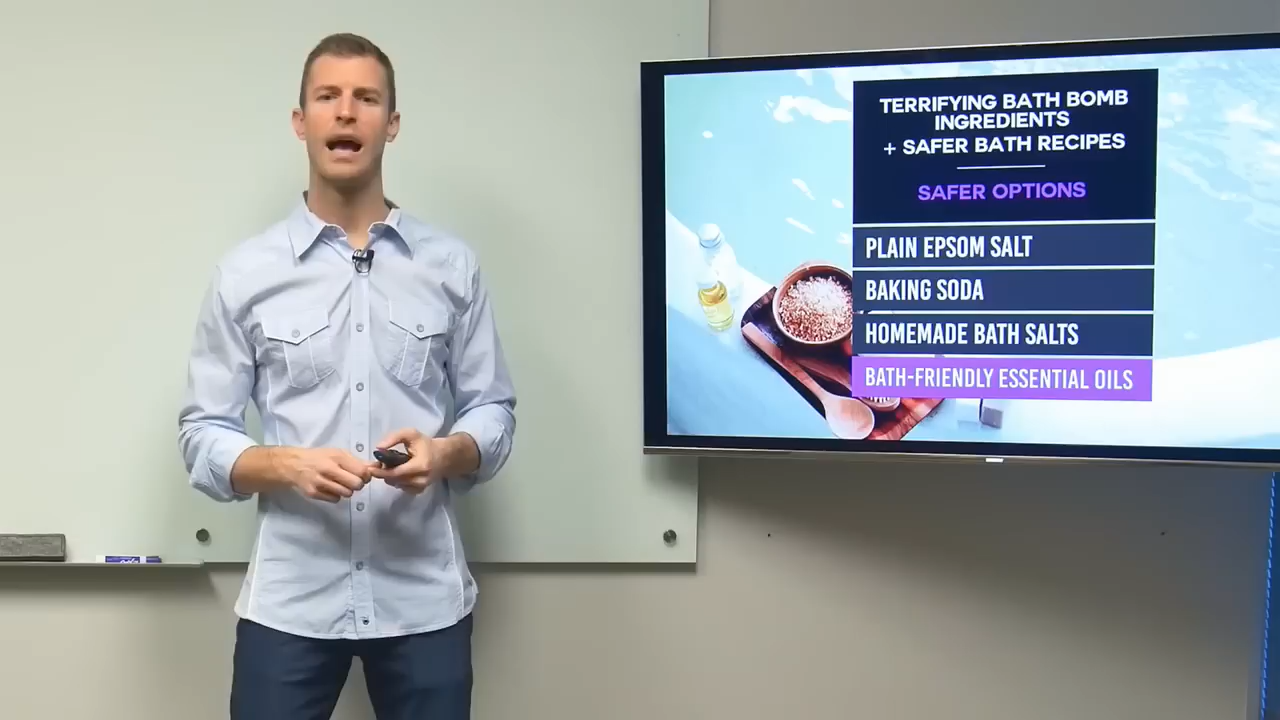 TERRIFYING BATH BOMB
INGREDIENTS
+ SAFER BATH RECIPES
SAFER OPTIONS
PLAIN EPSOM SALT
BAKING SODA
HOMEMADE BATH SALTS
BATH-FRIENDLY ESSENTIAL OILS